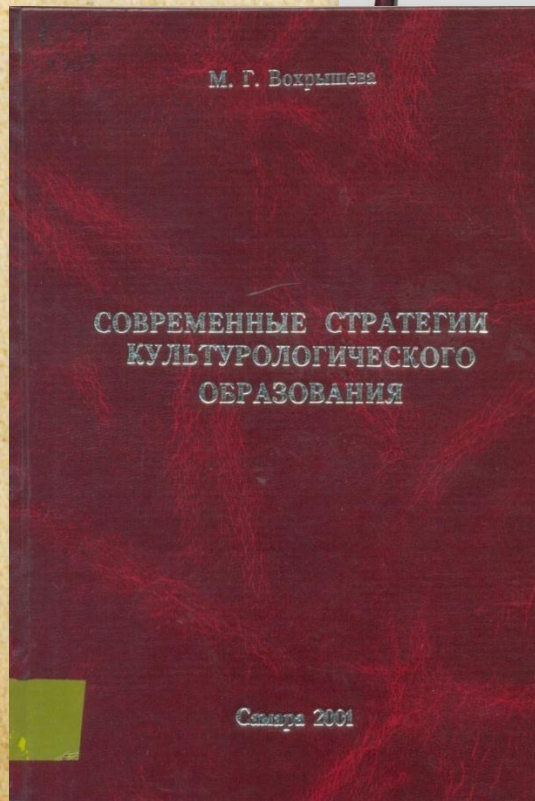 М. Г. Вохрышева
СОВРЕМЕННЫЕ СТРАТЕГИИ
КУЛЬТУРОЛОГИЧЕСКОГО
ОБРАЗОВАНИЯ
Самара 2001